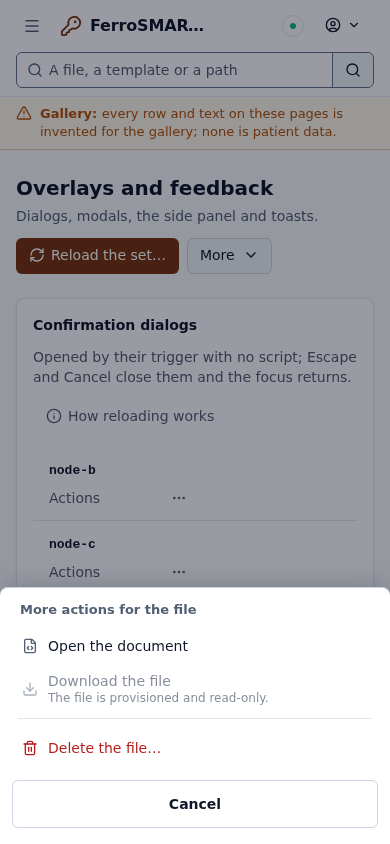 FerroSMAR…
A file, a template or a path
Gallery: every row and text on these pages is
invented for the gallery; none is patient data.
Overlays and feedback
Dialogs, modals, the side panel and toasts.
Reload the set…
More
Confirmation dialogs
Opened by their trigger with no script; Escape
and Cancel close them and the focus returns.
How reloading works
node-b
Actions
node-c
Actions
More actions for the file
Open the document
Download the file
The file is provisioned and read-only.
Delete the file…
Cancel